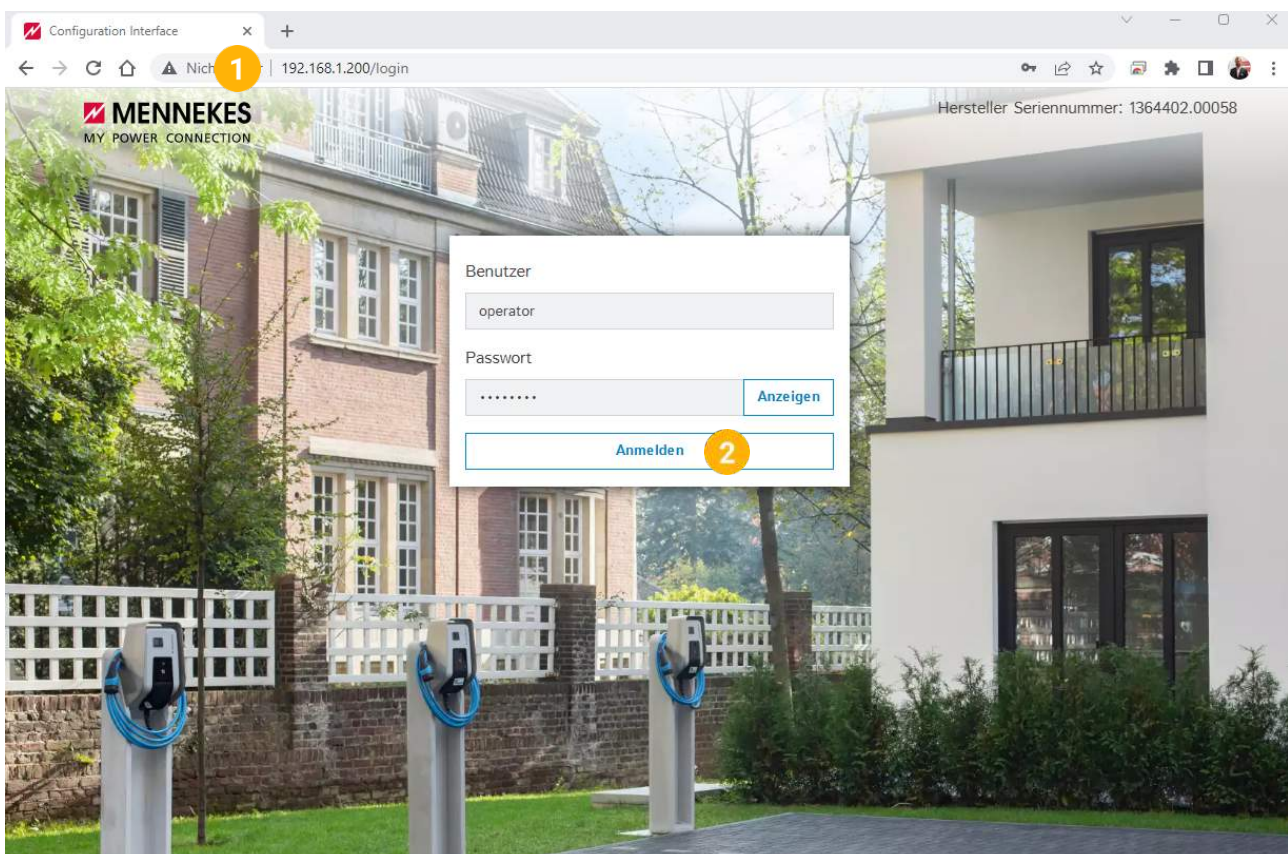 Configuration Interface
1
192.168.1.200/login
MENNEKES
MY POWER CONNECTION
Hersteller Seriennummer: 1364402.00058
Benutzer
operator
Passwort
Anzeigen
Anmelden
2